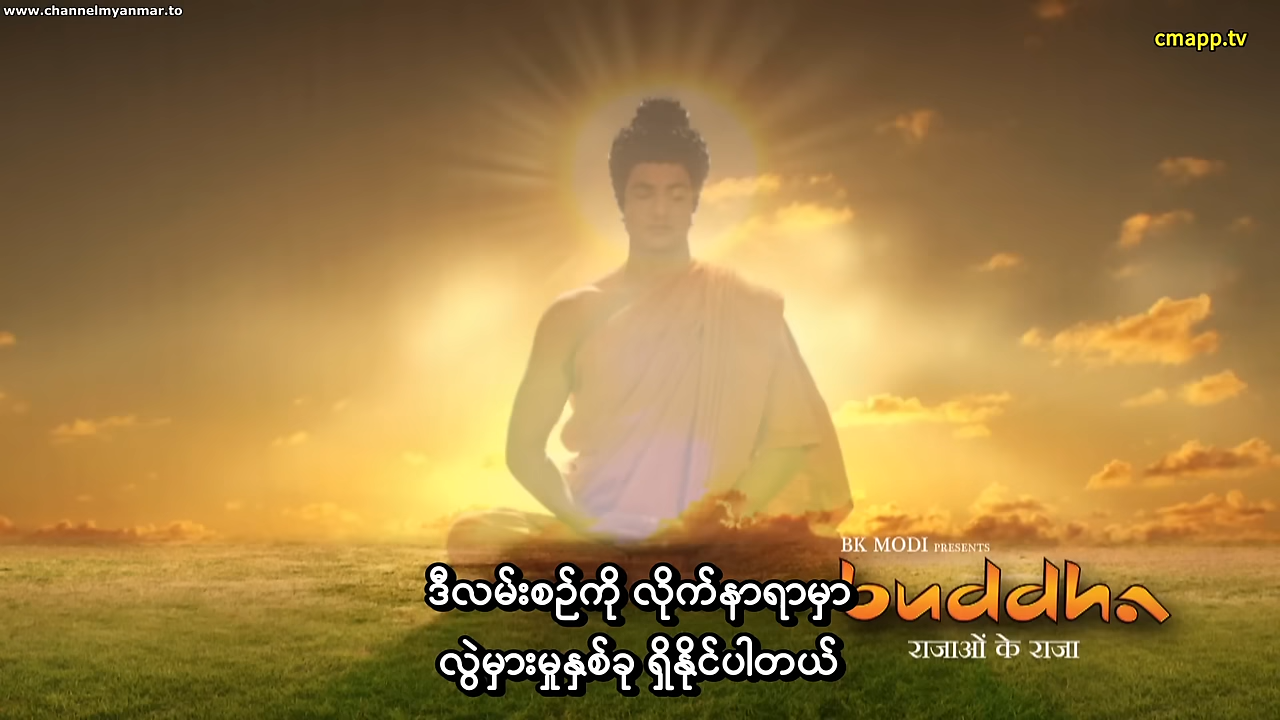 www.channelmyanmar.to
cmapp.tv
BK MODI PRESENTS
buddha
राजाओं के राजा
ဒီလမ်းစဉ်ကို လိုက်နာရာမှာ
လွဲမှားမှုနှစ်ခု ရှိနိုင်ပါတယ်